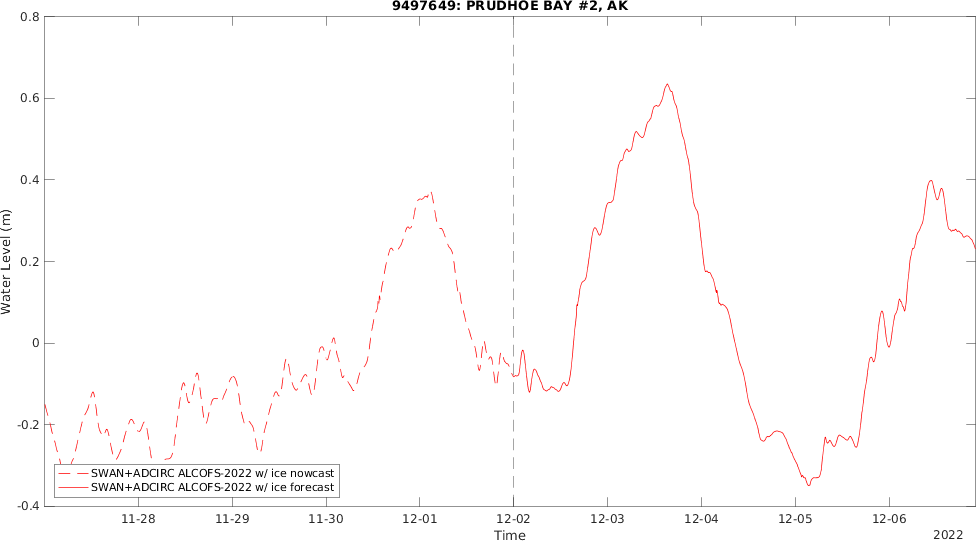 9497649: PRUDHOE BAY #2, AK
0.8
0.6
0.4
0.2
0
-0.2
-0.4
Water Level (m)
SWAN+ADCIRC ALCOFS-2022 w/ ice nowcast
SWAN+ADCIRC ALCOFS-2022 w/ ice forecast
11-28 11-29 11-30 12-01 12-02 12-03 12-04 12-05 12-06
Time
2022